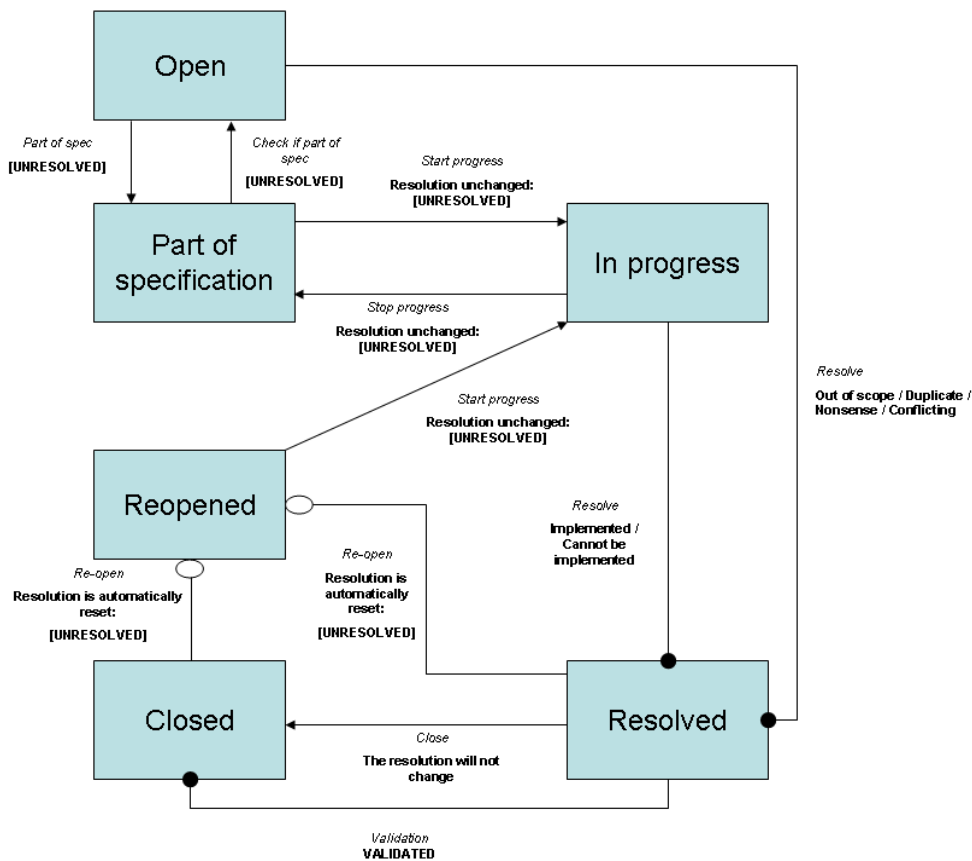 Open
Part of spec
[UNRESOLVED]
Check if part of
spec
[UNRESOLVED]
Start progress
Resolution unchanged:
[UNRESOLVED]
Part of
specification
In progress
Stop progress
Resolution unchanged:
[UNRESOLVED]
Resolve
Out of scope / Duplicate /
Nonsense / Conflicting
Start progress
Resolution unchanged:
[UNRESOLVED]
Reopened
Resolve
Implemented /
Cannot be
implemented
Re-open
Resolution is automatically
reset:
[UNRESOLVED]
Re-open
Resolution is
automatically
reset:
[UNRESOLVED]
Closed
Resolved
Close
The resolution will not
change
Validation
VALIDATED